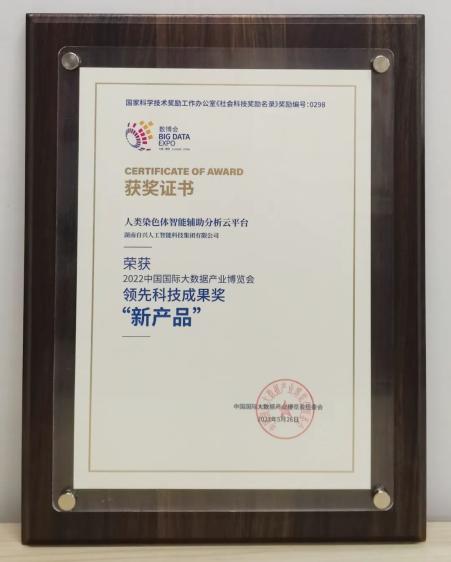 国家科学技术奖励工作办公室《社会科技奖励名录》奖励编号:0298
数博会
BIG DATA
EXPO
CERTIFICATE OF AWARD
获奖证书
人类染色体智能辅助分析云平台
湖南自兴人工智能科技集团有限公司
荣获
2022中国国际大数据产业博览会
领先科技成果奖
“新产品”
中国国际大数据产业博览会组委会
2022年5月26日